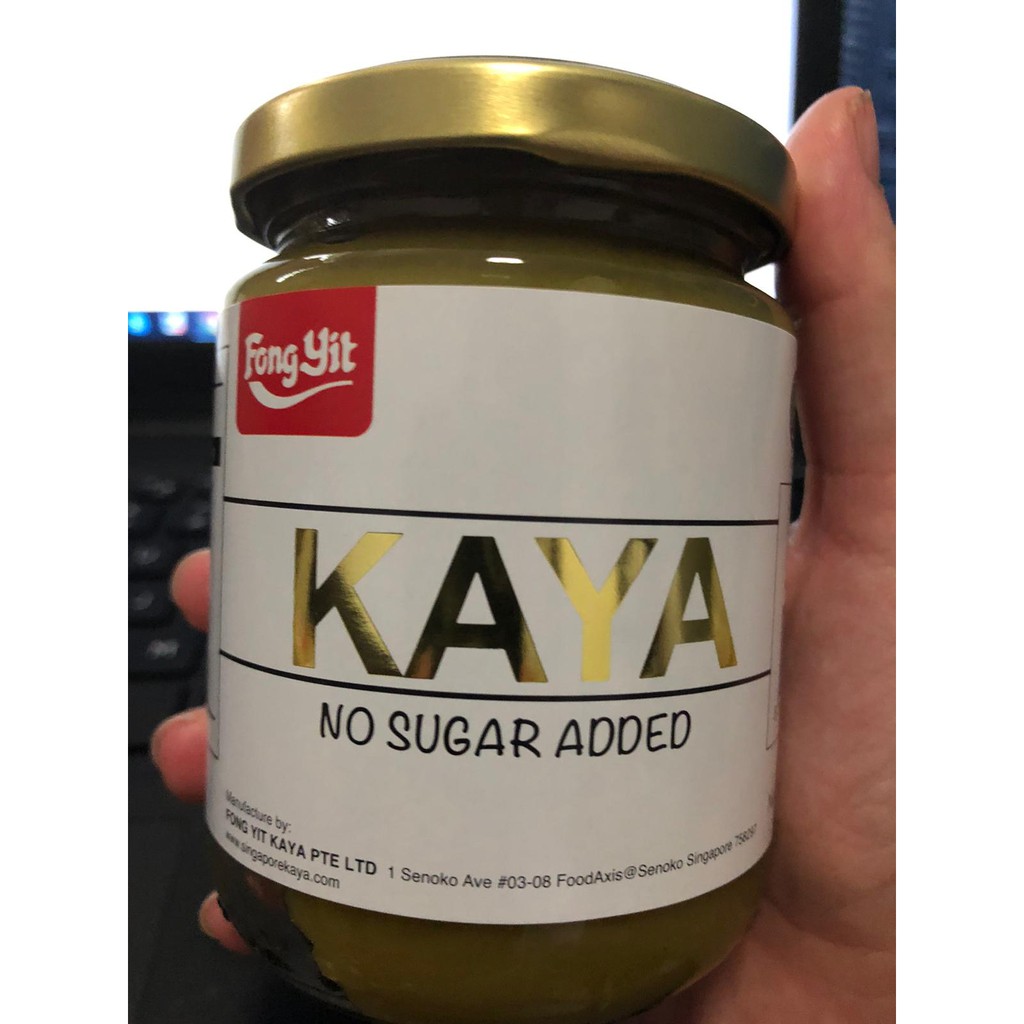 Fong Yit
KAYA
NO SUGAR ADDED
Manufacture by:
FONG YIT KAYA PTE LTD 1 Senoko Ave #03-08 FoodAxis@Senoko Singapore 758297
www.singaporekaya.com